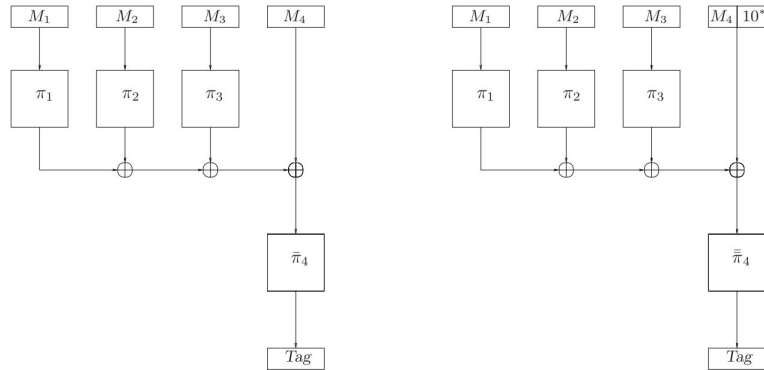 M₁ M₂ M₃ M₄ M₁ M₂ M₃ M₄ 10*
π₁ π₂ π₃ π₁ π₂ π₃
π̄₄ π̿₄
Tag Tag